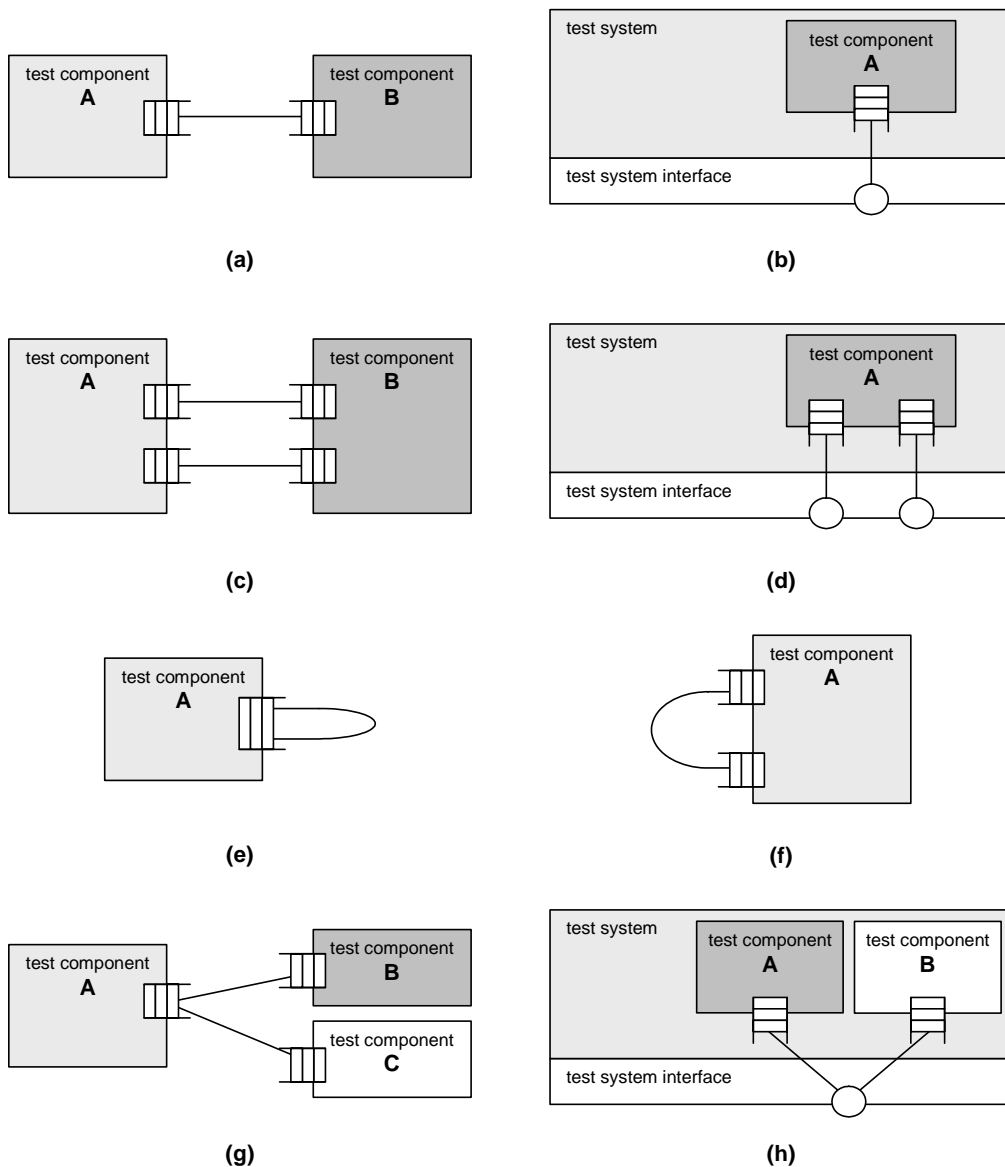 test component
A
test component
B
(a)
test system
test component
A
test system interface
(b)
test component
A
test component
B
(c)
test system
test component
A
test system interface
(d)
test component
A
(e)
test component
A
(f)
test component
A
test component
B
test component
C
(g)
test system
test component
A
test component
B
test system interface
(h)